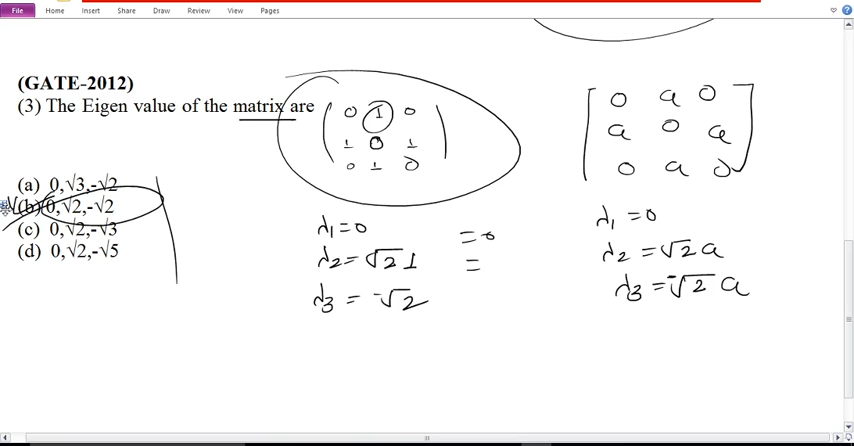 File Home Insert Share Draw Review View Pages
(GATE-2012)
(3) The Eigen value of the matrix are
0 1 0
1 0 1
0 1 0
0 a 0
a 0 a
0 a 0
(a) 0,√3,-√2
(b) 0,√2,-√2
(c) 0,√2,-√3
(d) 0,√2,-√5
λ1=0
λ2=√2 1
λ3=-√2
=0
=
λ1=0
λ2=√2 a
λ3=-√2 a